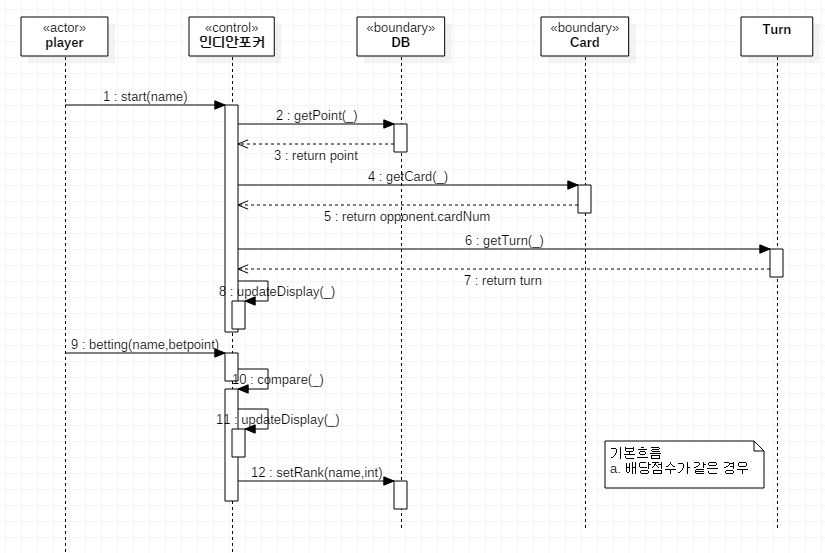 «actor»
player
«control»
인디안포커
«boundary»
DB
«boundary»
Card
Turn
1 : start(name)
2 : getPoint(_)
3 : return point
4 : getCard(_)
5 : return opponent.cardNum
6 : getTurn(_)
7 : return turn
8 : updateDisplay(_)
9 : betting(name,betpoint)
10 : compare(_)
11 : updateDisplay(_)
12 : setRank(name,int)
기본흐름
a. 배당점수가 같은 경우